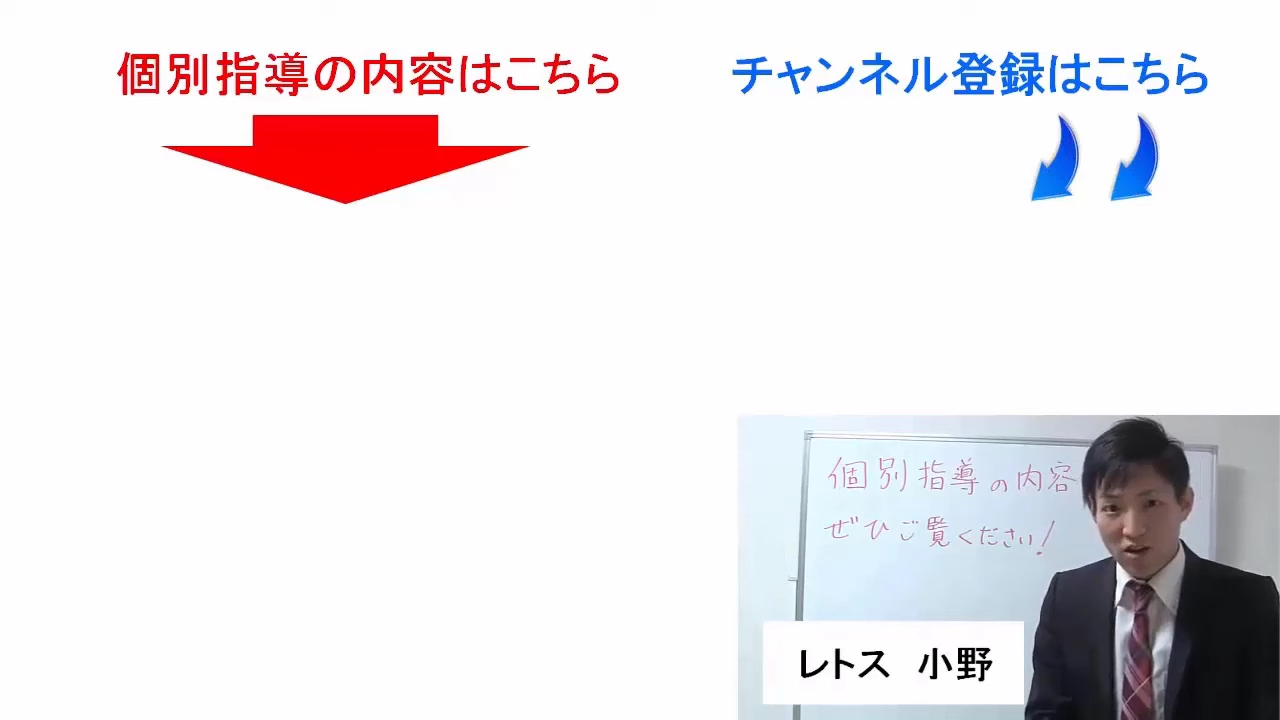 個別指導の内容はこちら
チャンネル登録はこちら
個別指導の内容
ぜひご覧ください!
レトス 小野